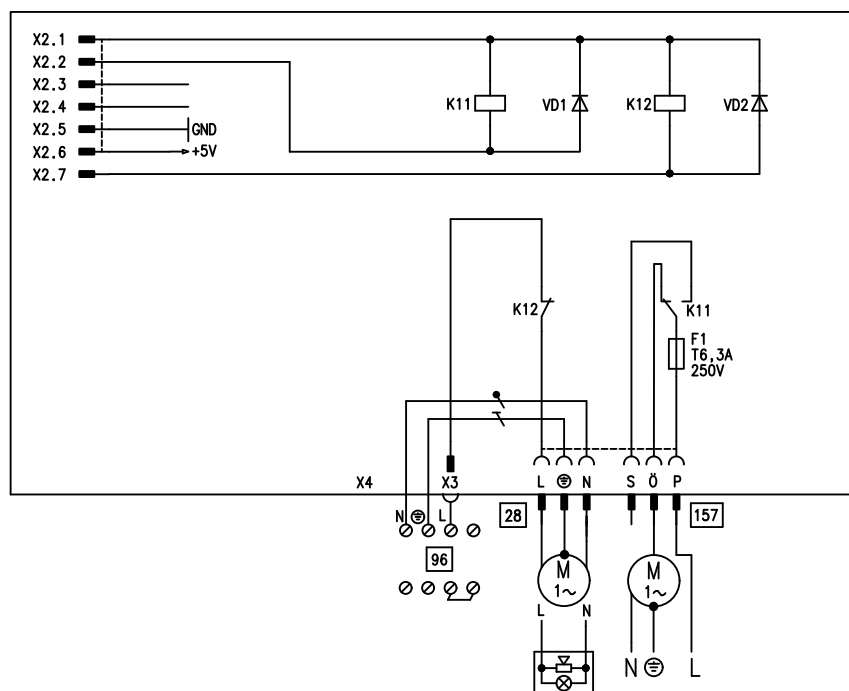 X2.1
X2.2
X2.3
X2.4
X2.5 GND
X2.6 +5V
X2.7
K11 VD1 K12 VD2
K12 K11
F1
T6,3A
250V
X4 X3 L N S Ö P
N L 28 157
96
M M
1~ 1~
L N
N L